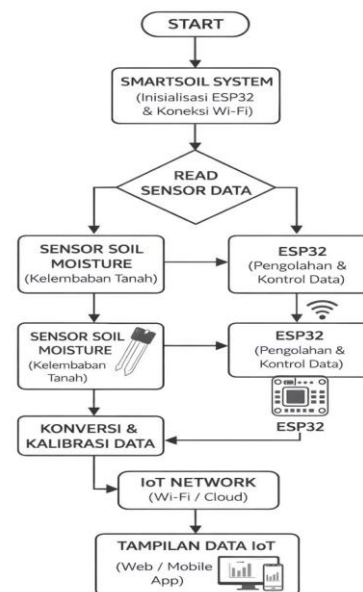 START
SMARTSOIL SYSTEM
(Inisialisasi ESP32
& Koneksi Wi-Fi)
READ
SENSOR DATA
SENSOR SOIL
MOISTURE
(Kelembaban Tanah)
ESP32
(Pengolahan &
Kontrol Data)
SENSOR SOIL
MOISTURE
(Kelembaban
Tanah)
ESP32
(Pengolahan &
Kontrol Data)
ESP32
KONVERSI &
KALIBRASI DATA
IoT NETWORK
(Wi-Fi / Cloud)
TAMPILAN DATA IoT
(Web / Mobile
App)